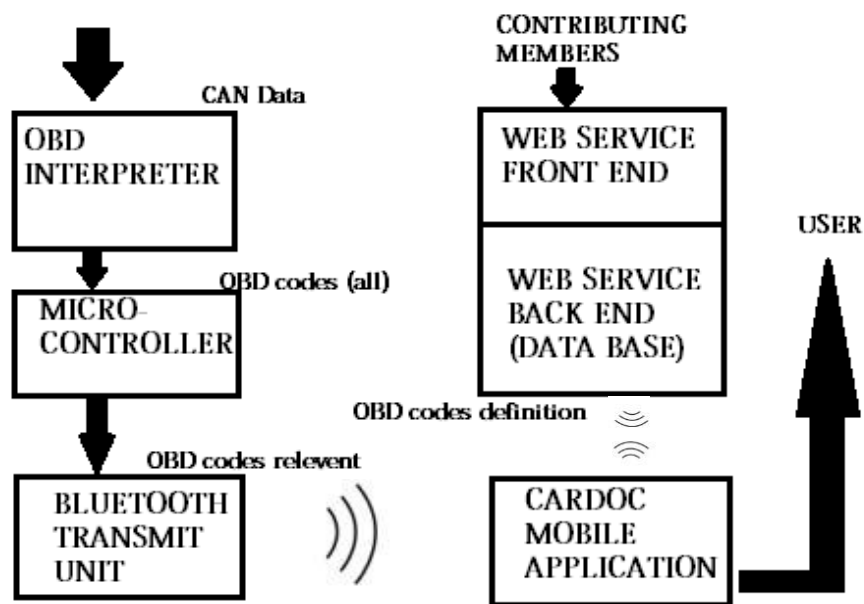 CAN Data
OBD
INTERPRETER
OBD codes (all)
MICRO-
CONTROLLER
OBD codes relevent
BLUETOOTH
TRANSMIT
UNIT
CONTRIBUTING
MEMBERS
WEB SERVICE
FRONT END
WEB SERVICE
BACK END
(DATA BASE)
OBD codes definition
CARDOC
MOBILE
APPLICATION
USER